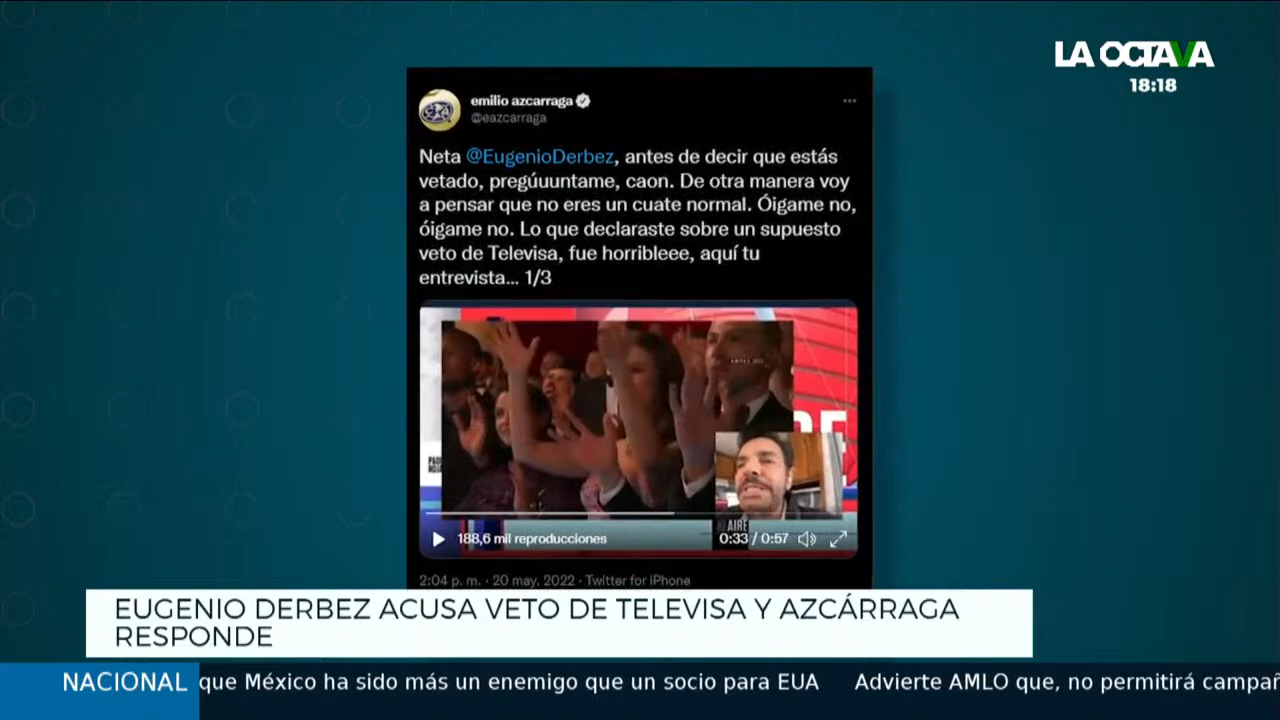 LA OCTAVA
18:18
emilio azcarraga
@eazcarraga
Neta @EugenioDerbez, antes de decir que estás
vetado, pregúuuntame, caon. De otra manera voy
a pensar que no eres un cuate normal. Óigame no,
óigame no. Lo que declaraste sobre un supuesto
veto de Televisa, fue horribleee, aquí tu
entrevista... 1/3
AIRE
188,6 mil reproducciones
0:33 / 0:57
2:04 p. m. · 20 may. 2022 · Twitter for iPhone
EUGENIO DERBEZ ACUSA VETO DE TELEVISA Y AZCÁRRAGA
RESPONDE
NACIONAL que México ha sido más un enemigo que un socio para EUA Advierte AMLO que, no permitirá campañ